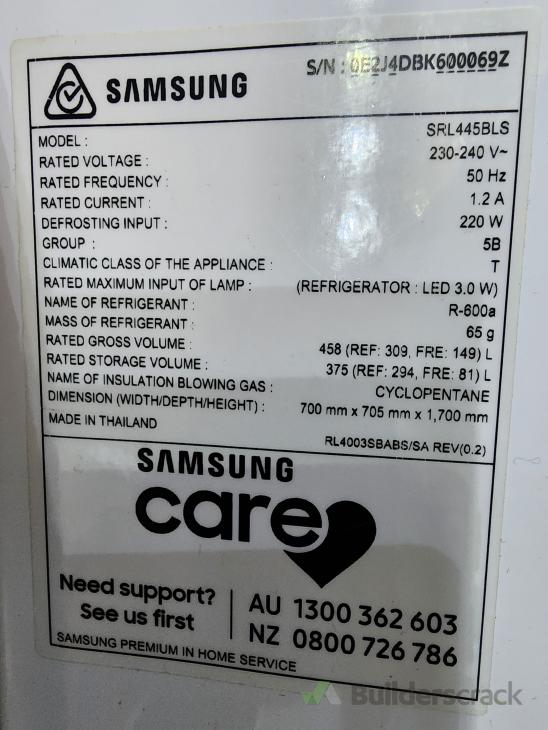 SAMSUNG
S/N : 0E2J4DBK600069Z
MODEL : SRL445BLS
RATED VOLTAGE : 230-240 V~
RATED FREQUENCY : 50 Hz
RATED CURRENT : 1.2 A
DEFROSTING INPUT : 220 W
GROUP : 5B
CLIMATIC CLASS OF THE APPLIANCE : T
RATED MAXIMUM INPUT OF LAMP : (REFRIGERATOR : LED 3.0 W)
NAME OF REFRIGERANT : R-600a
MASS OF REFRIGERANT : 65 g
RATED GROSS VOLUME : 458 (REF: 309, FRE: 149) L
RATED STORAGE VOLUME : 375 (REF: 294, FRE: 81) L
NAME OF INSULATION BLOWING GAS : CYCLOPENTANE
DIMENSION (WIDTH/DEPTH/HEIGHT) : 700 mm x 705 mm x 1,700 mm
MADE IN THAILAND
RL4003SBABS/SA REV(0.2)
SAMSUNG
care
Need support?
See us first
AU 1300 362 603
NZ 0800 726 786
SAMSUNG PREMIUM IN HOME SERVICE
Builderscrack